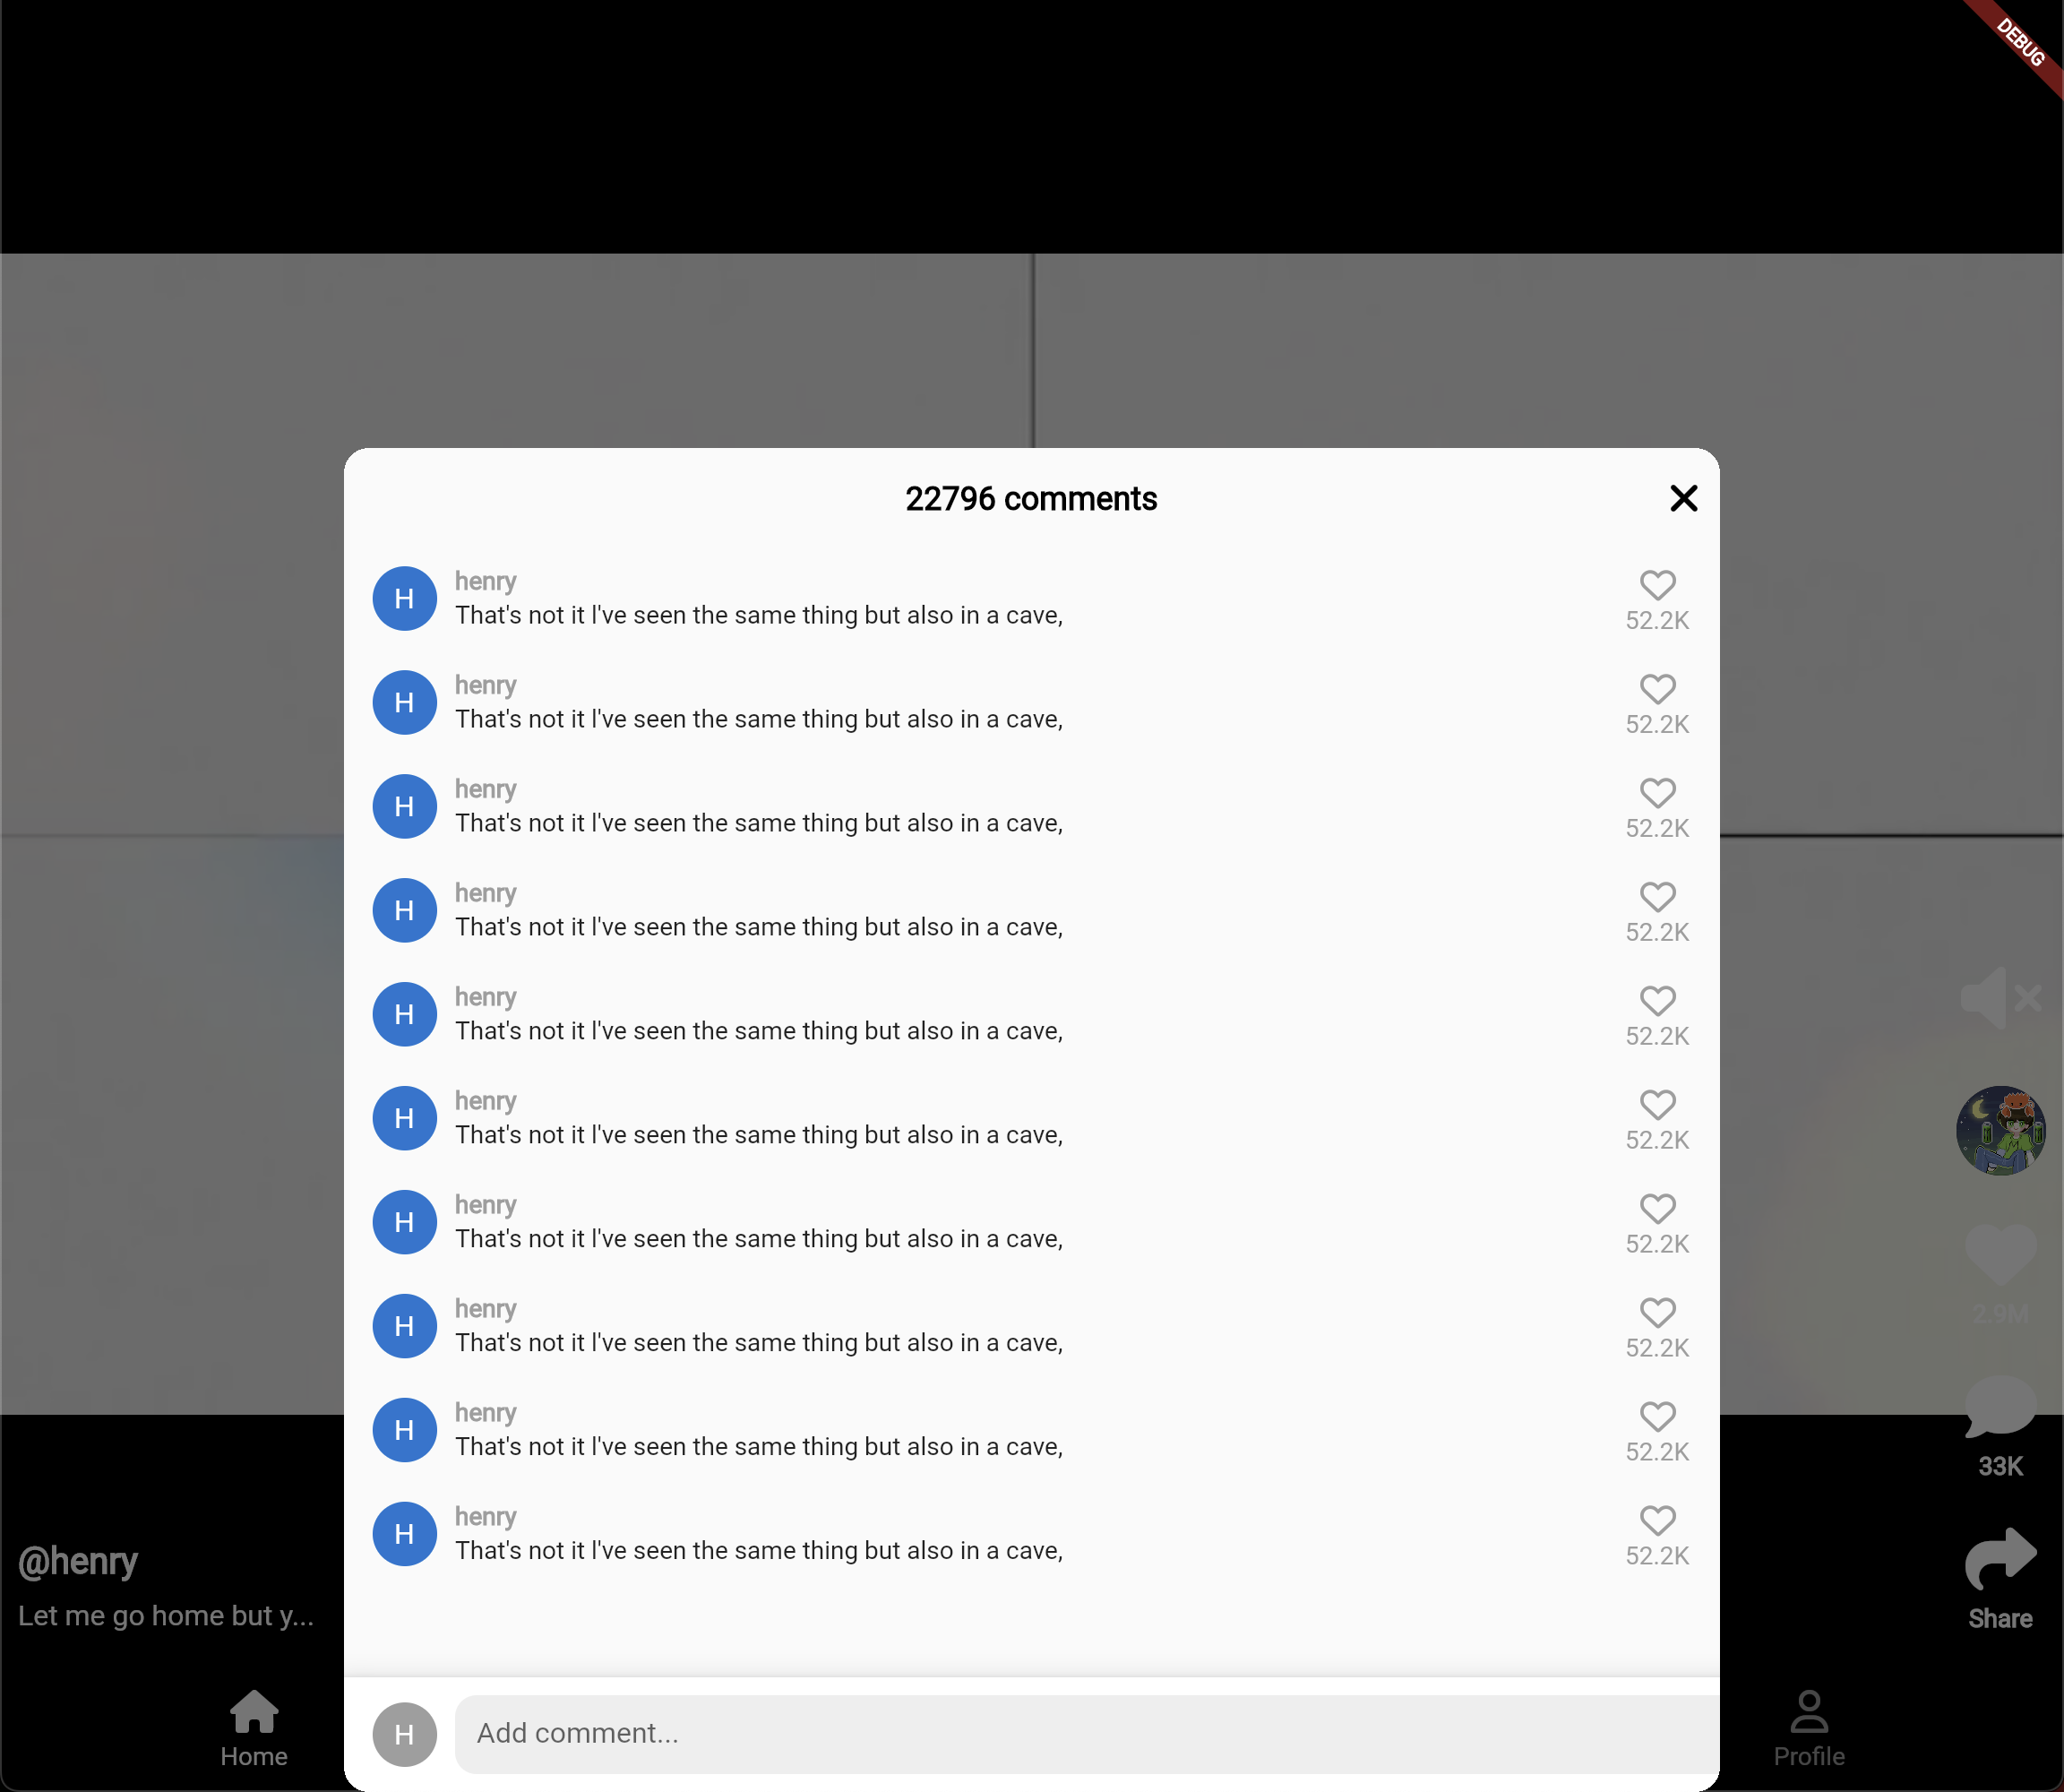 DEBUG
22796 comments
H
henry
That's not it I've seen the same thing but also in a cave,
52.2K
H
henry
That's not it I've seen the same thing but also in a cave,
52.2K
H
henry
That's not it I've seen the same thing but also in a cave,
52.2K
H
henry
That's not it I've seen the same thing but also in a cave,
52.2K
H
henry
That's not it I've seen the same thing but also in a cave,
52.2K
H
henry
That's not it I've seen the same thing but also in a cave,
52.2K
H
henry
That's not it I've seen the same thing but also in a cave,
52.2K
H
henry
That's not it I've seen the same thing but also in a cave,
52.2K
H
henry
That's not it I've seen the same thing but also in a cave,
52.2K
H
henry
That's not it I've seen the same thing but also in a cave,
52.2K
2.9M
33K
Share
@henry
Let me go home but y...
H
Add comment...
Home
Profile